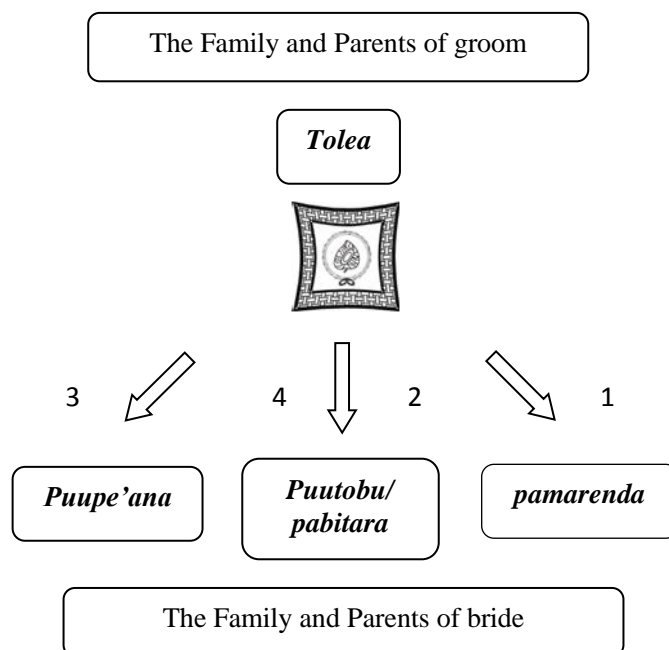 The Family and Parents of groom
Tolea
3 4 2 1
Puupe'ana
Puutobu/
pabitara
pamarenda
The Family and Parents of bride